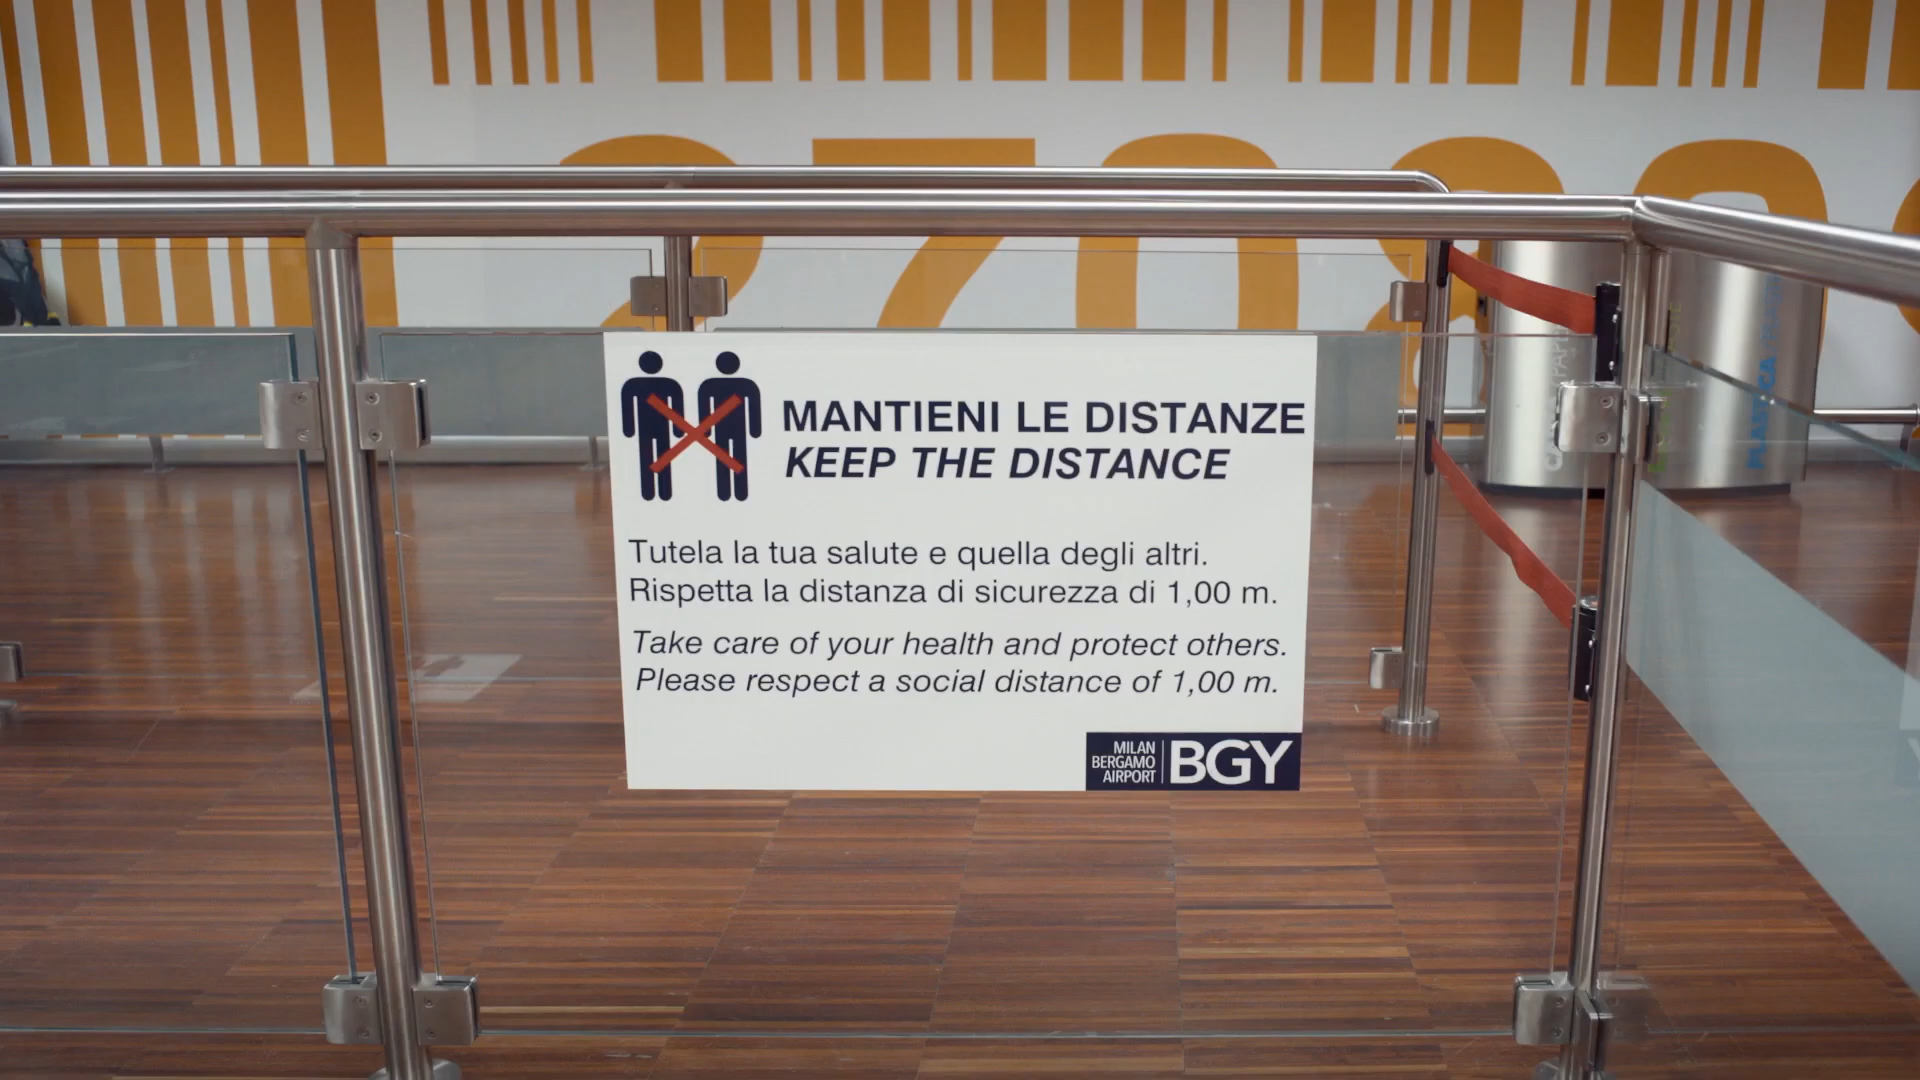 MANTIENI LE DISTANZE
KEEP THE DISTANCE
Tutela la tua salute e quella degli altri.
Rispetta la distanza di sicurezza di 1,00 m.
Take care of your health and protect others.
Please respect a social distance of 1,00 m.
MILAN
BERGAMO
AIRPORT
BGY
PLASTICA